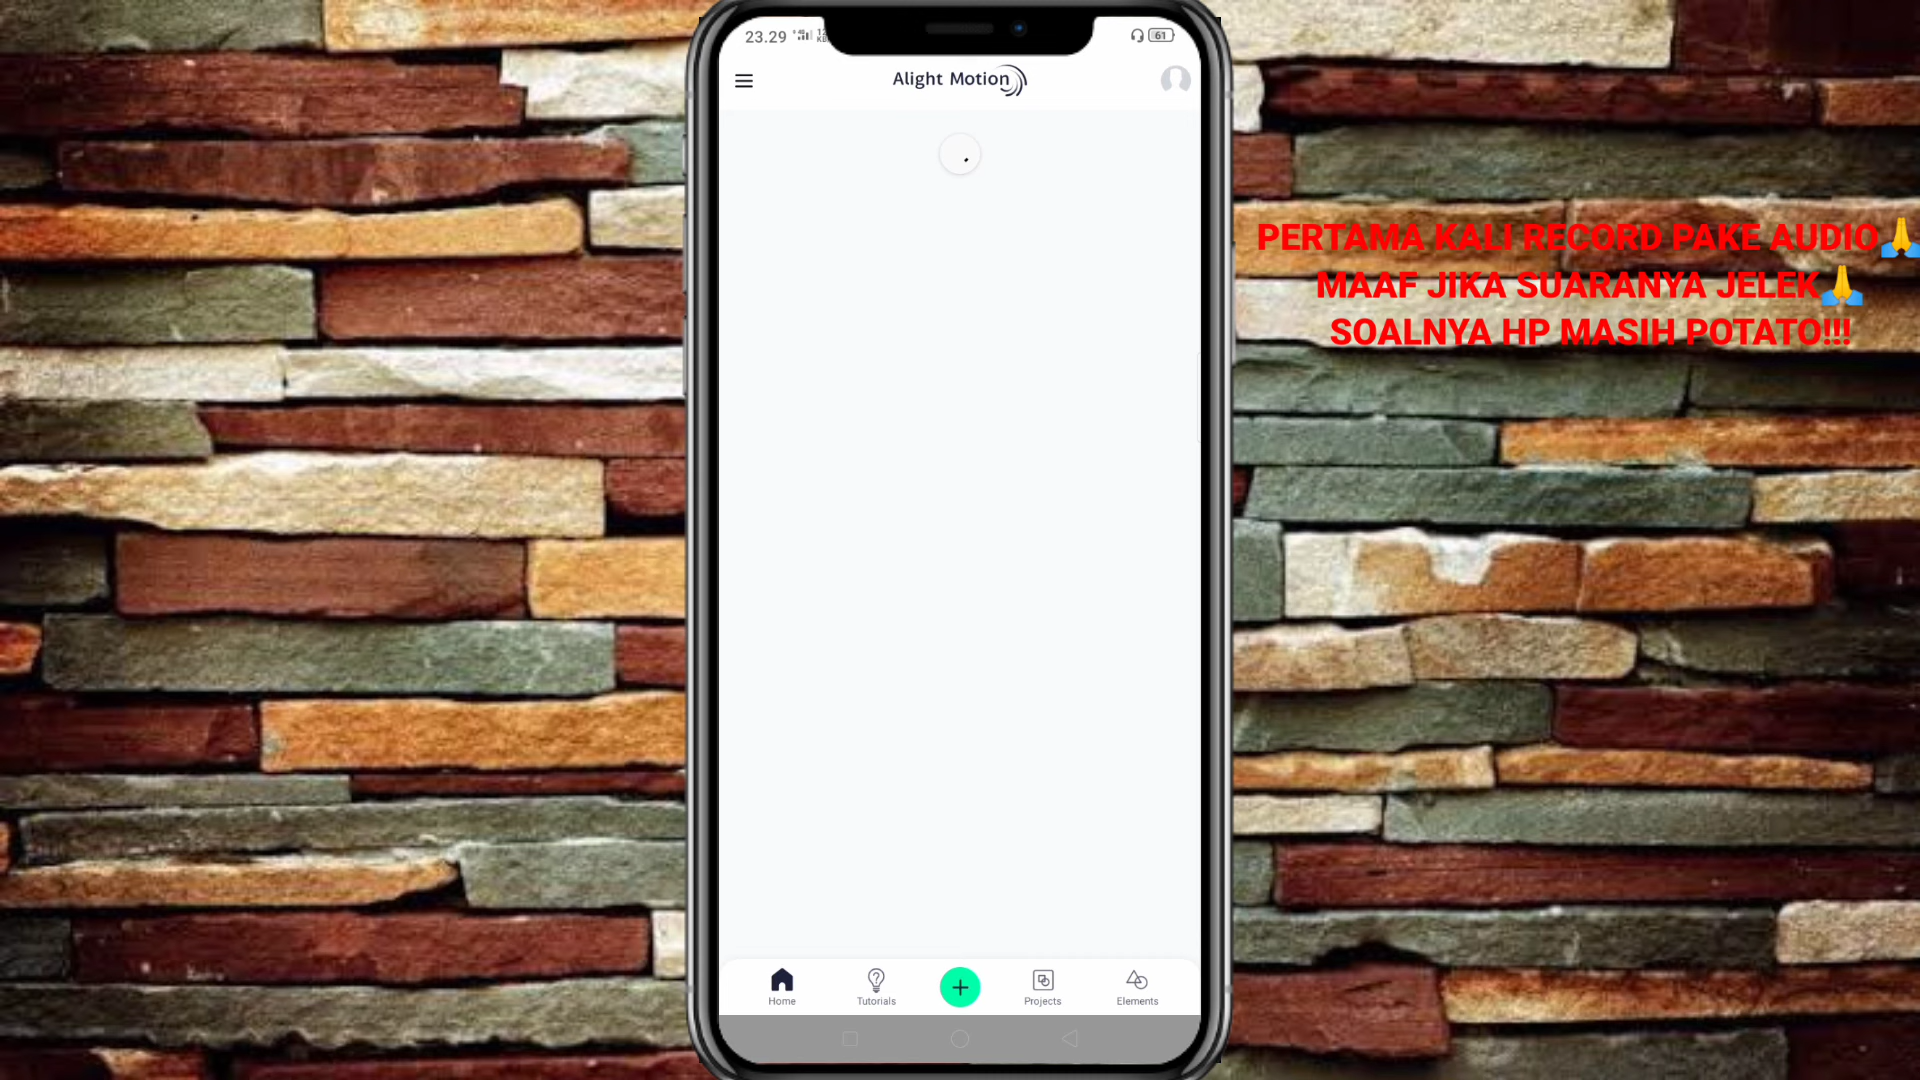 23.29
61
Alight Motion
PERTAMA KALI RECORD PAKE AUDIO🙏
MAAF JIKA SUARANYA JELEK🙏
SOALNYA HP MASIH POTATO!!!
Home
Tutorials
Projects
Elements